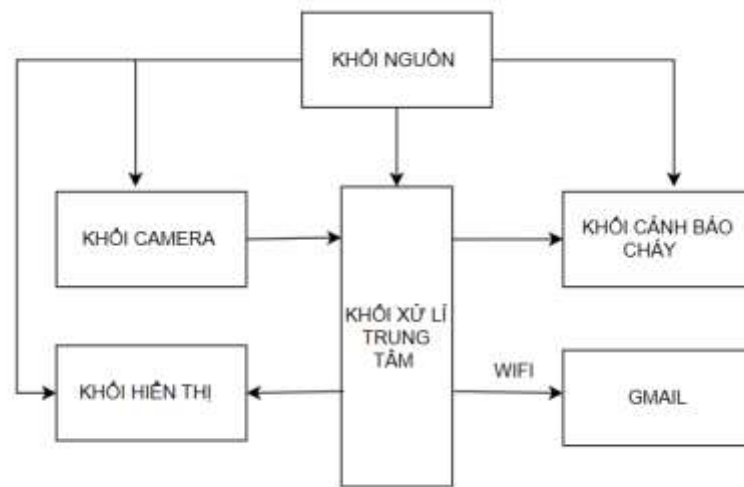 KHỐI NGUỒN
KHỐI CAMERA
KHỐI CẢNH BÁO
CHÁY
KHỐI XỬ LÍ
TRUNG
TÂM
KHỐI HIỂN THỊ
WIFI
GMAIL